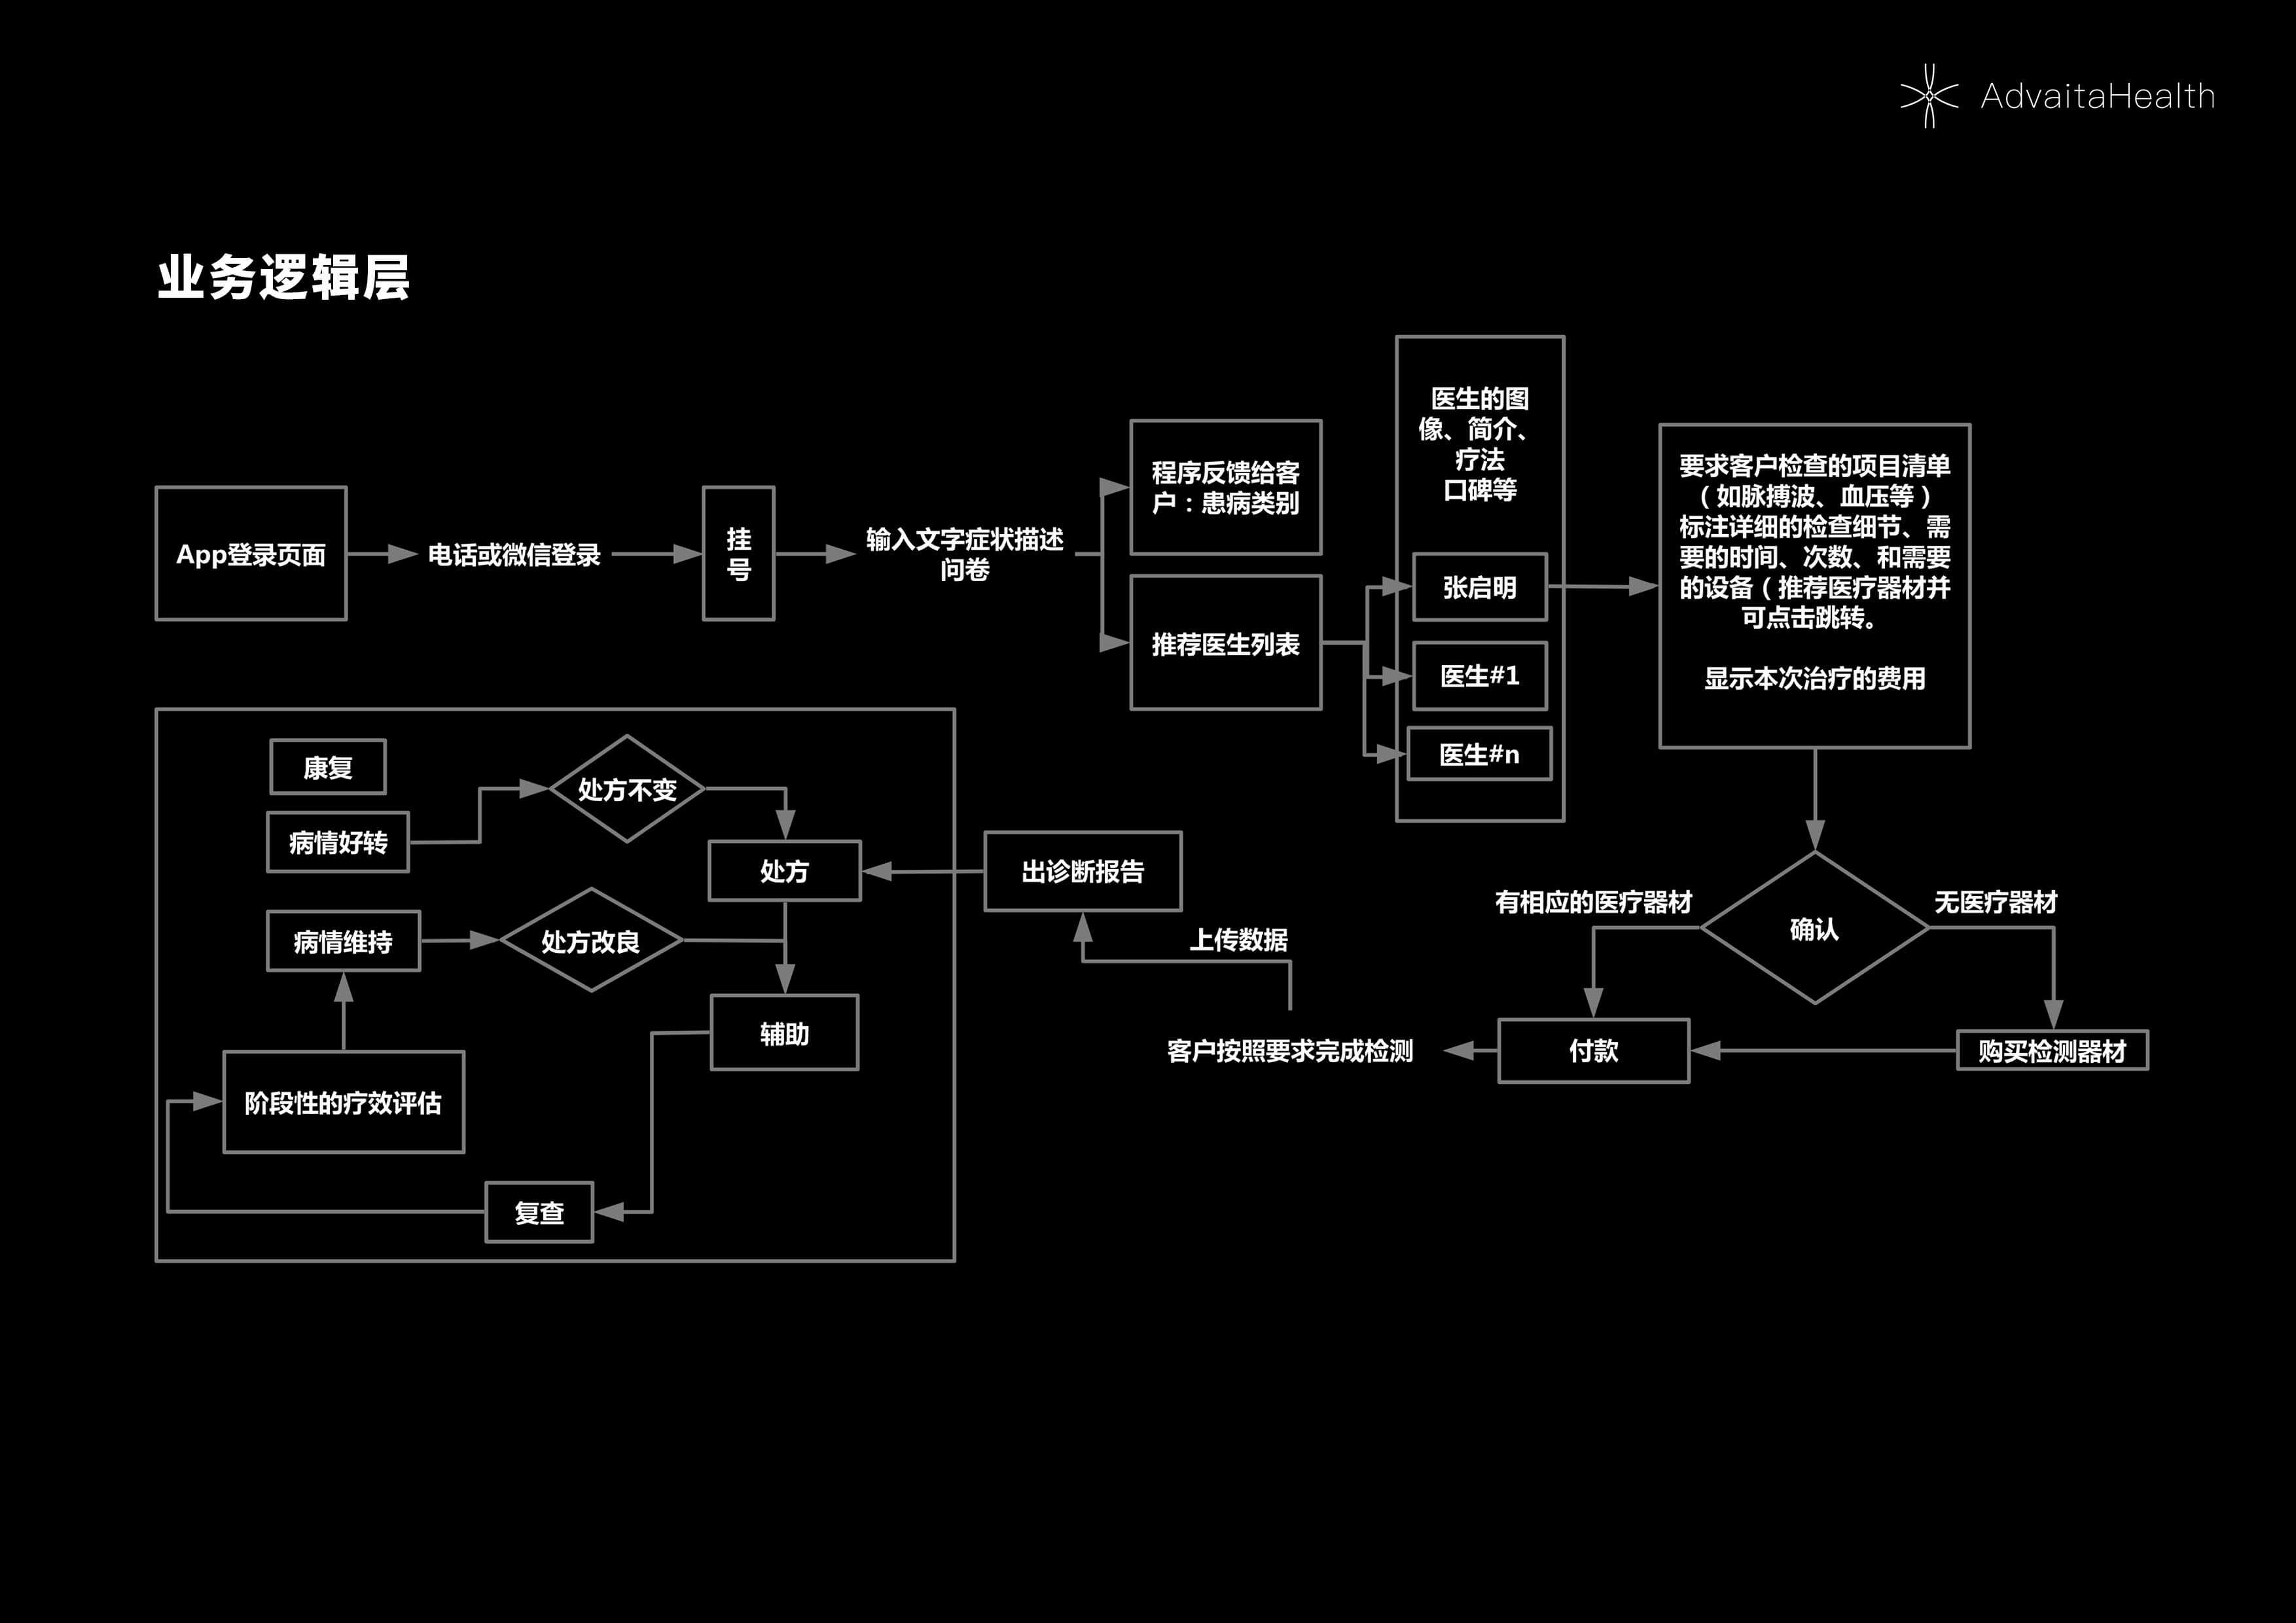 AdvaitaHealth
业务逻辑层
App登录页面
电话或微信登录
挂
号
输入文字症状描述
问卷
程序反馈给客
户：患病类别
推荐医生列表
医生的图
像、简介、
疗法
口碑等
张启明
医生#1
医生#n
要求客户检查的项目清单
（如脉搏波、血压等）
标注详细的检查细节、需
要的时间、次数、和需要
的设备（推荐医疗器材并
可点击跳转。
显示本次治疗的费用
有相应的医疗器材
确认
无医疗器材
付款
购买检测器材
客户按照要求完成检测
上传数据
出诊断报告
康复
病情好转
处方不变
处方
病情维持
处方改良
辅助
阶段性的疗效评估
复查